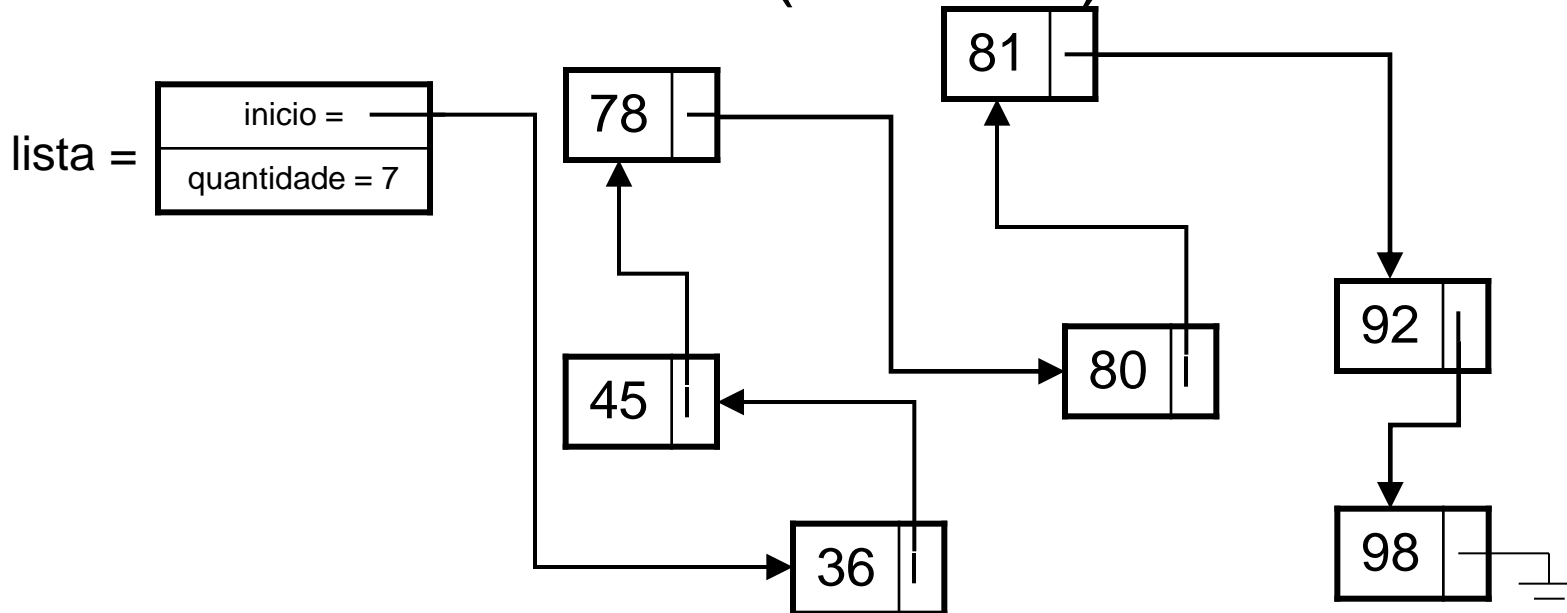 81
inicio =
78
lista =
quantidade = 7
92
80
45
36
98